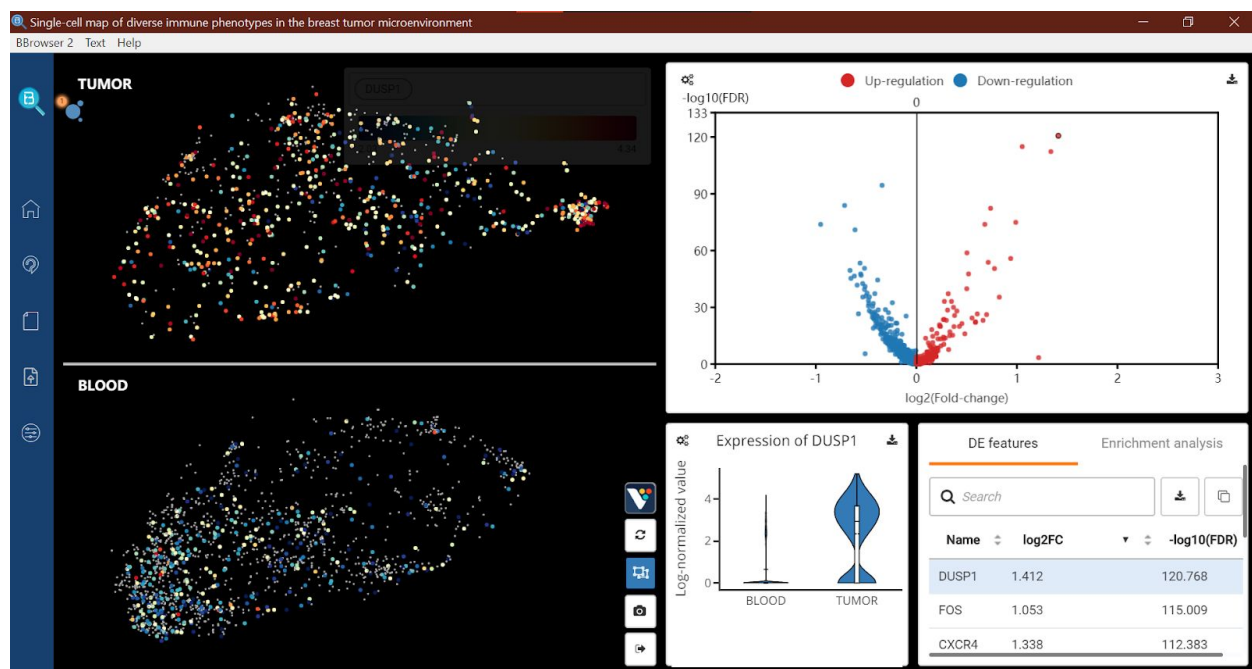 Single-cell map of diverse immune phenotypes in the breast tumor microenvironment
BBrowser 2 Text Help
B
1
TUMOR
DUSP1
4.34
BLOOD
Up-regulation Down-regulation
-log10(FDR)
0
133
120
90
60
30
0
-2 -1 0 1 2 3
log2(Fold-change)
Expression of DUSP1
Log-normalized value
4
2
0
BLOOD TUMOR
DE features Enrichment analysis
Search
Name log2FC -log10(FDR)
DUSP1 1.412 120.768
FOS 1.053 115.009
CXCR4 1.338 112.383